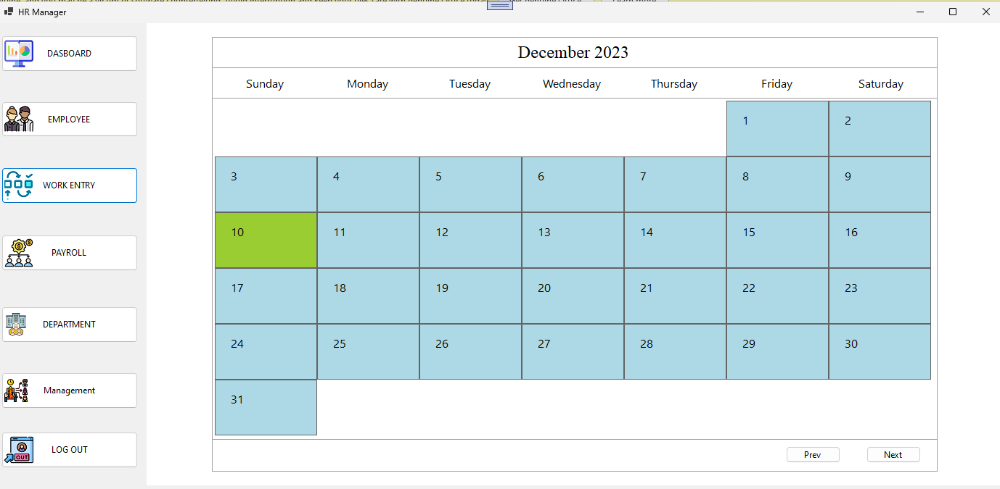 HR Manager
DASBOARD
EMPLOYEE
WORK ENTRY
PAYROLL
DEPARTMENT
Management
OUT
LOG OUT
December 2023
Sunday Monday Tuesday Wednesday Thursday Friday Saturday
1 2
3 4 5 6 7 8 9
10 11 12 13 14 15 16
17 18 19 20 21 22 23
24 25 26 27 28 29 30
31
Prev Next